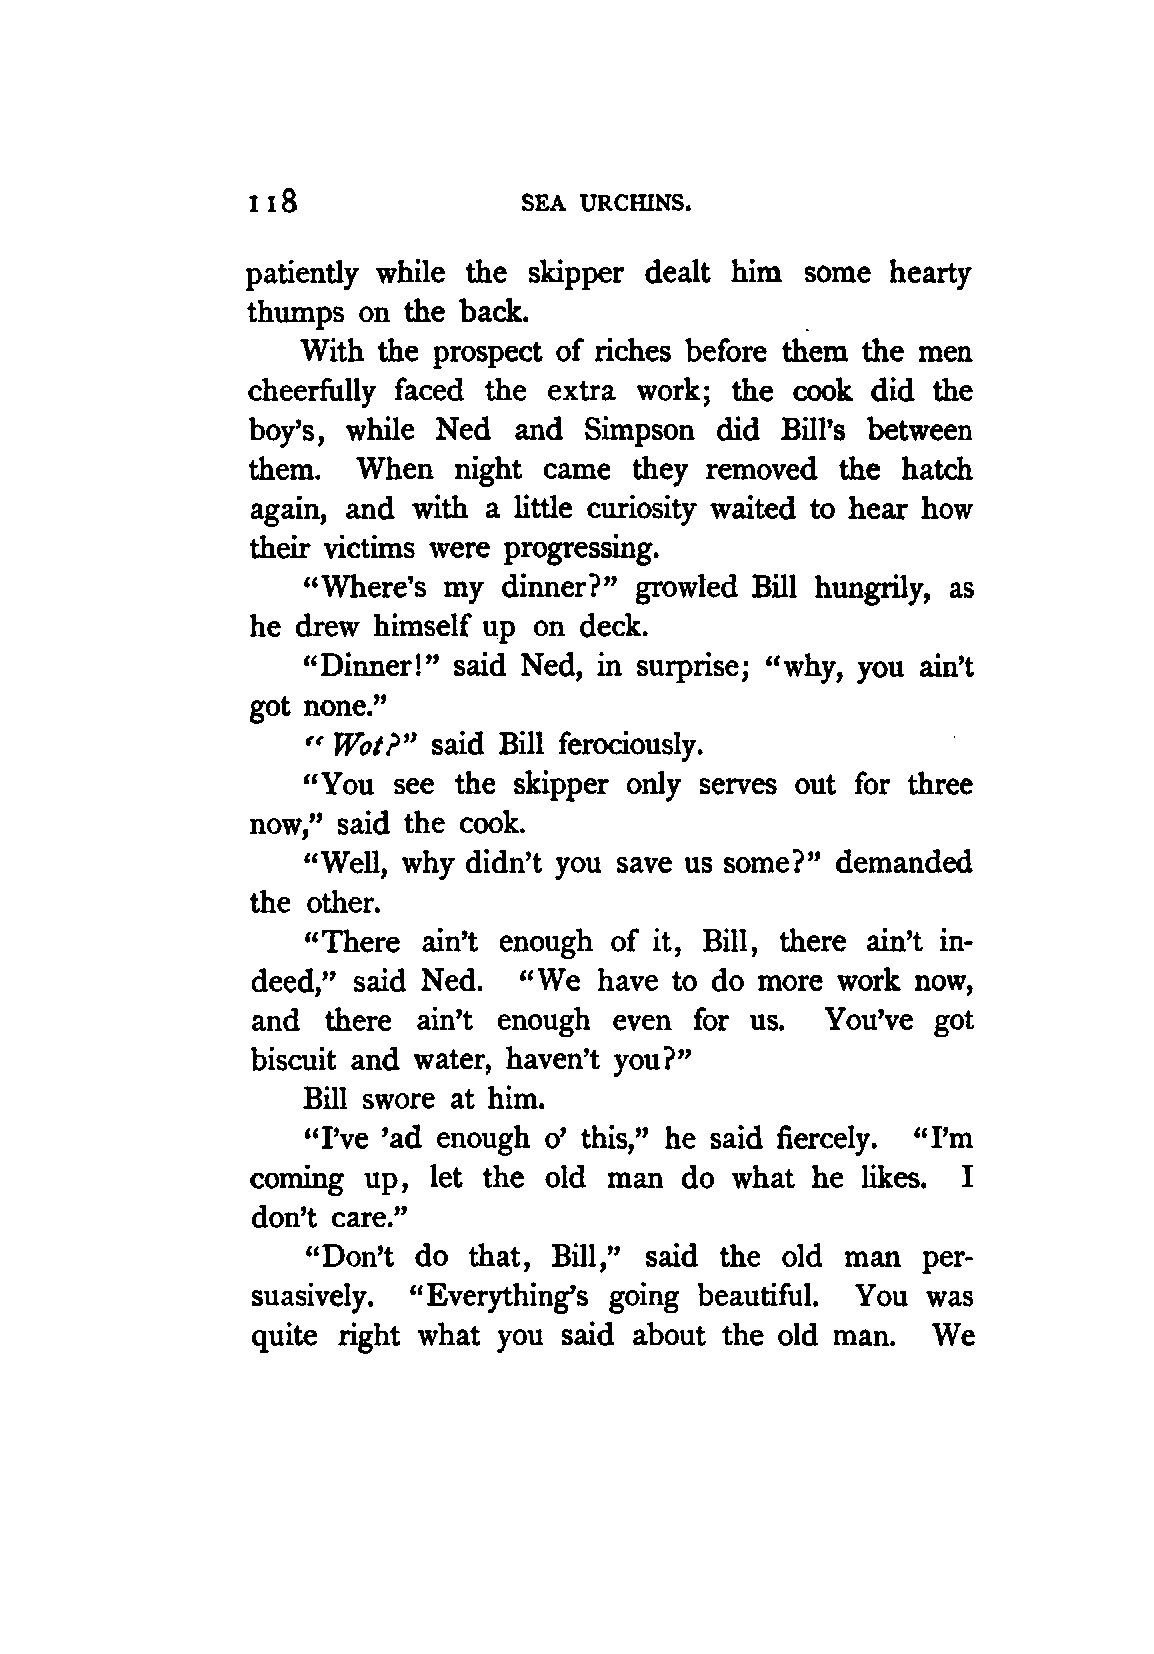 118 SEA URCHINS.
patiently while the skipper dealt him some hearty
thumps on the back.
With the prospect of riches before them the men
cheerfully faced the extra work; the cook did the
boy's, while Ned and Simpson did Bill's between
them. When night came they removed the hatch
again, and with a little curiosity waited to hear how
their victims were progressing.
“Where's my dinner?” growled Bill hungrily, as
he drew himself up on deck.
“Dinner!” said Ned, in surprise; “why, you ain't
got none.”
“Wot?” said Bill ferociously.
“You see the skipper only serves out for three
now,” said the cook.
“Well, why didn't you save us some?” demanded
the other.
“There ain't enough of it, Bill, there ain't in-
deed,” said Ned. “We have to do more work now,
and there ain't enough even for us. You've got
biscuit and water, haven't you?”
Bill swore at him.
“I've 'ad enough o' this,” he said fiercely. “I'm
coming up, let the old man do what he likes. I
don't care.”
“Don't do that, Bill,” said the old man per-
suasively. “Everything's going beautiful. You was
quite right what you said about the old man. We